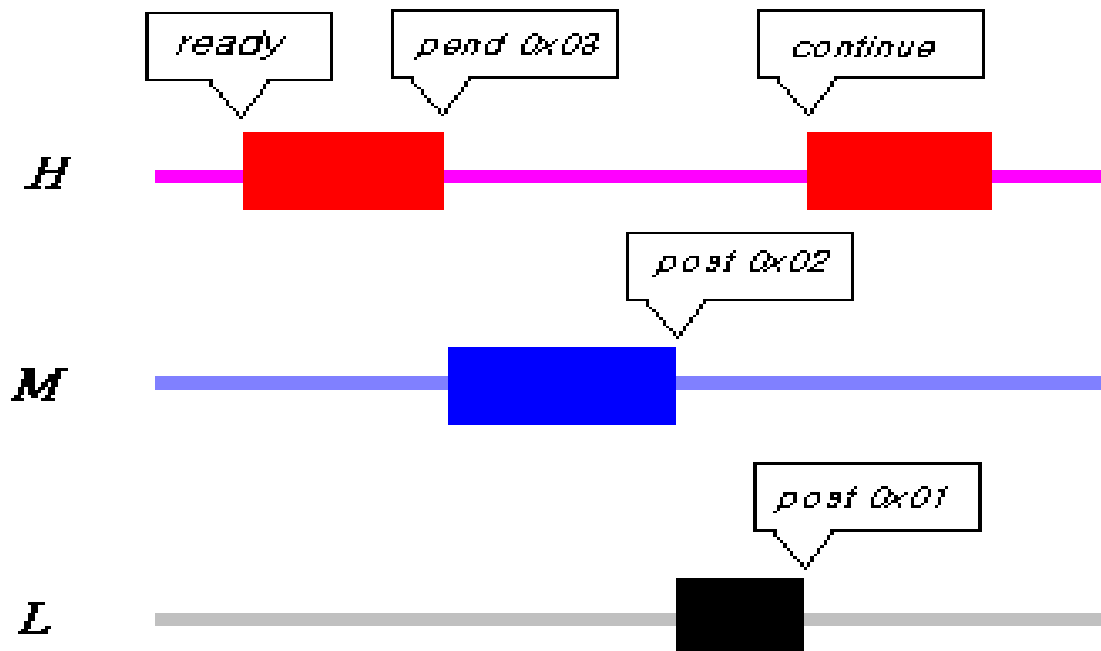 ready
pend 0x03
continue
H
post 0x02
M
post 0x01
L